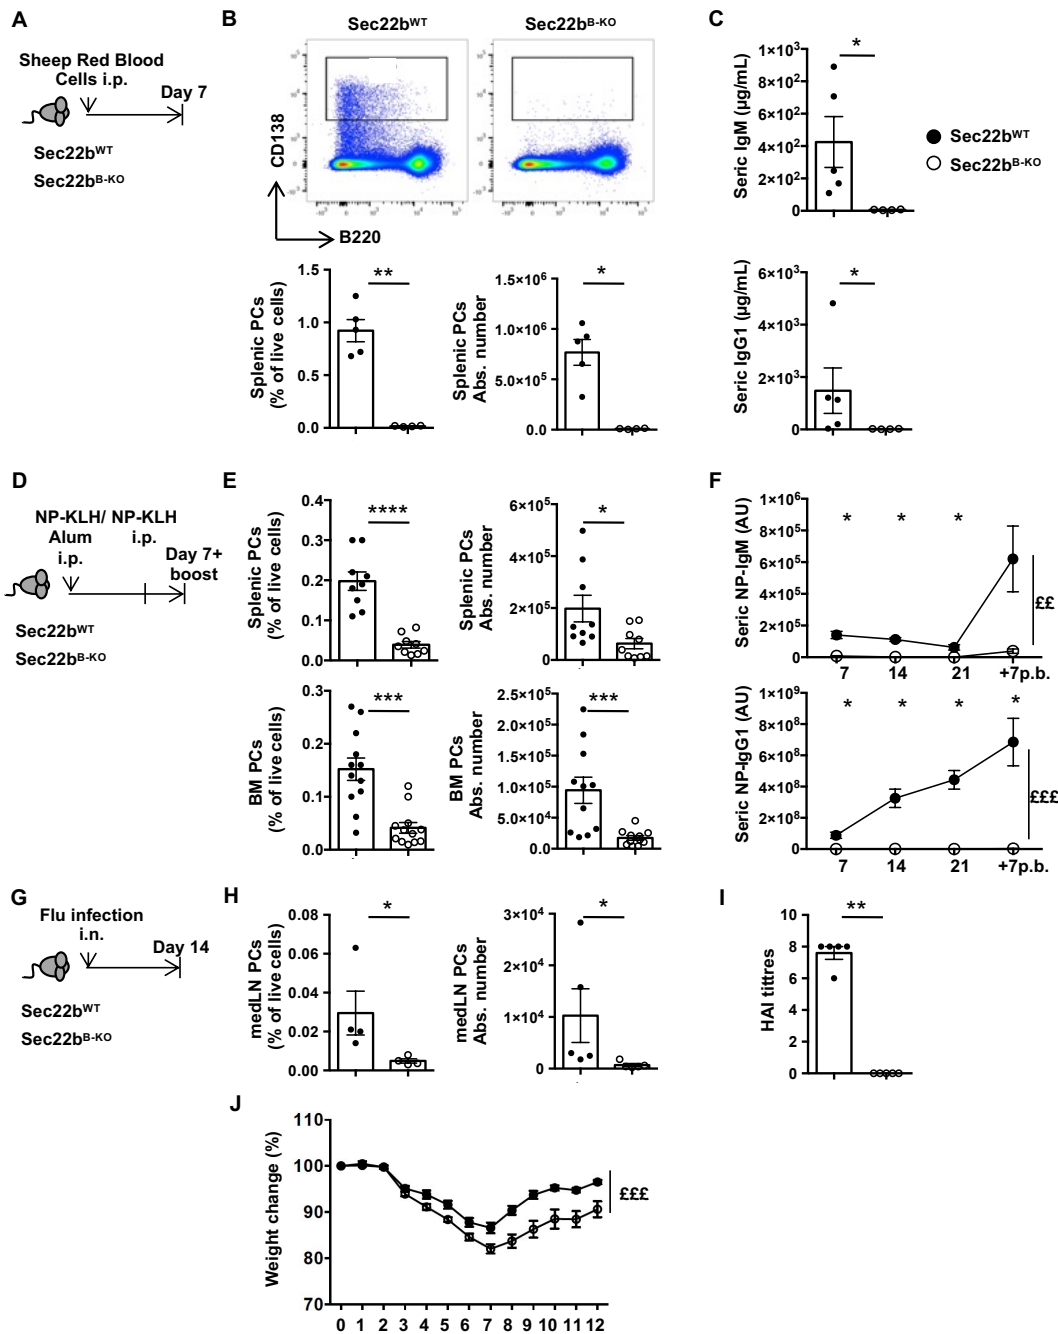 A
Sheep Red Blood
Cells i.p.
Day 7
Sec22bWT
Sec22bB-KO
B
Sec22bWT
Sec22bB-KO
CD138
B220
Splenic PCs
(% of live cells)
1.5
1.0
0.5
0.0
**
Splenic PCs
Abs. number
1.5×10⁶
1.0×10⁶
5.0×10⁵
0.0
*
C
Seric IgM (µg/mL)
1×10³
8×10²
6×10²
4×10²
2×10²
0
*
Sec22bWT
Sec22bB-KO
Seric IgG1 (µg/mL)
6×10³
4×10³
2×10³
0
*
D
NP-KLH/ NP-KLH
Alum i.p.
i.p.
Day 7+
boost
Sec22bWT
Sec22bB-KO
E
Splenic PCs
(% of live cells)
0.4
0.3
0.2
0.1
0.0
****
Splenic PCs
Abs. number
6×10⁵
4×10⁵
2×10⁵
0
*
BM PCs
(% of live cells)
0.3
0.2
0.1
0.0
***
BM PCs
Abs. number
2.5×10⁵
2.0×10⁵
1.5×10⁵
1.0×10⁵
5.0×10⁴
0.0
***
F
Seric NP-IgM (AU)
1×10⁶
8×10⁵
6×10⁵
4×10⁵
2×10⁵
0
* * *
££
7 14 21 +7p.b.
Seric NP-IgG1 (AU)
1×10⁹
8×10⁸
6×10⁸
4×10⁸
2×10⁸
0
* * * *
£££
7 14 21 +7p.b.
G
Flu infection
i.n.
Day 14
Sec22bWT
Sec22bB-KO
H
medLN PCs
(% of live cells)
0.08
0.06
0.04
0.02
0.00
*
medLN PCs
Abs. number
3×10⁴
2×10⁴
1×10⁴
0
*
I
HAI tittres
10
8
6
4
2
0
**
J
Weight change (%)
110
100
90
80
70
£££
0 1 2 3 4 5 6 7 8 9 10 11 12